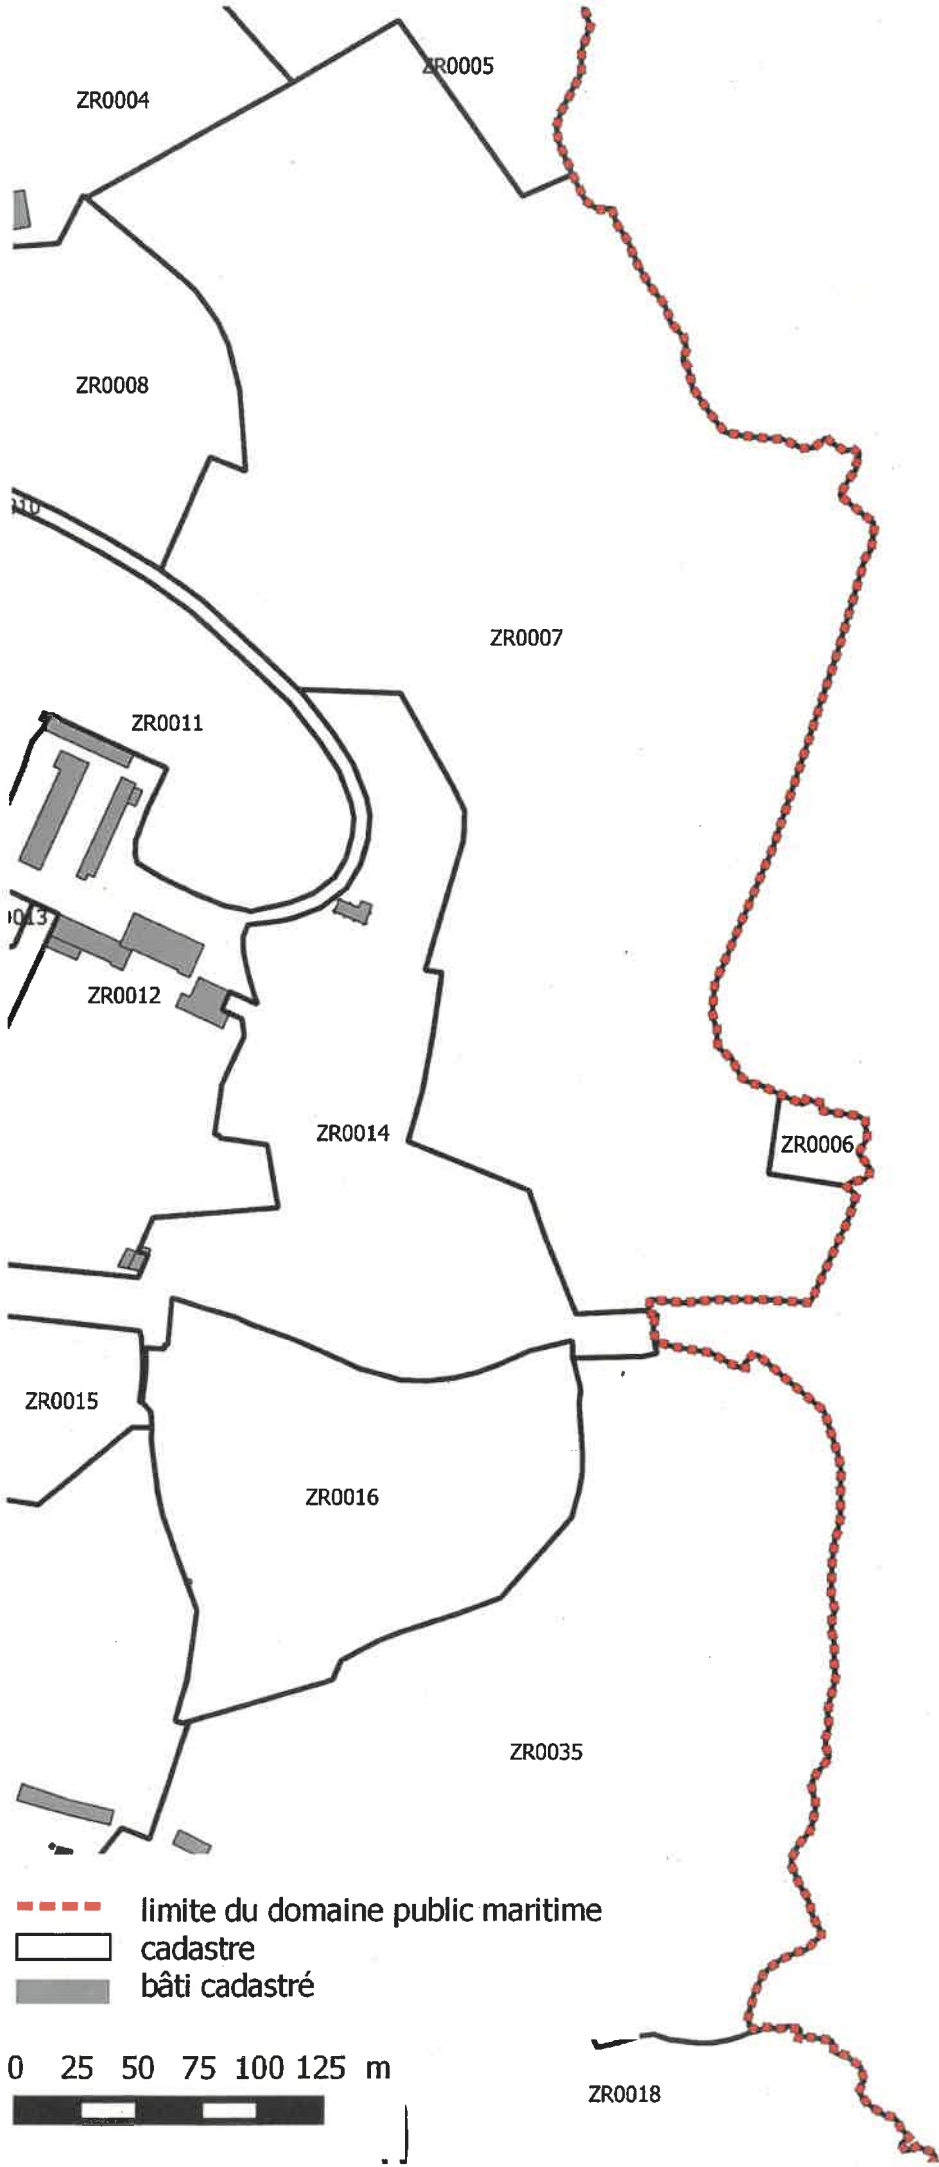 ZR0005
ZR0004
ZR0008
ZR0007
ZR0011
ZR0012
ZR0014
ZR0006
ZR0015
ZR0016
ZR0035
limite du domaine public maritime
cadastre
bâti cadastré
0 25 50 75 100 125 m
ZR0018